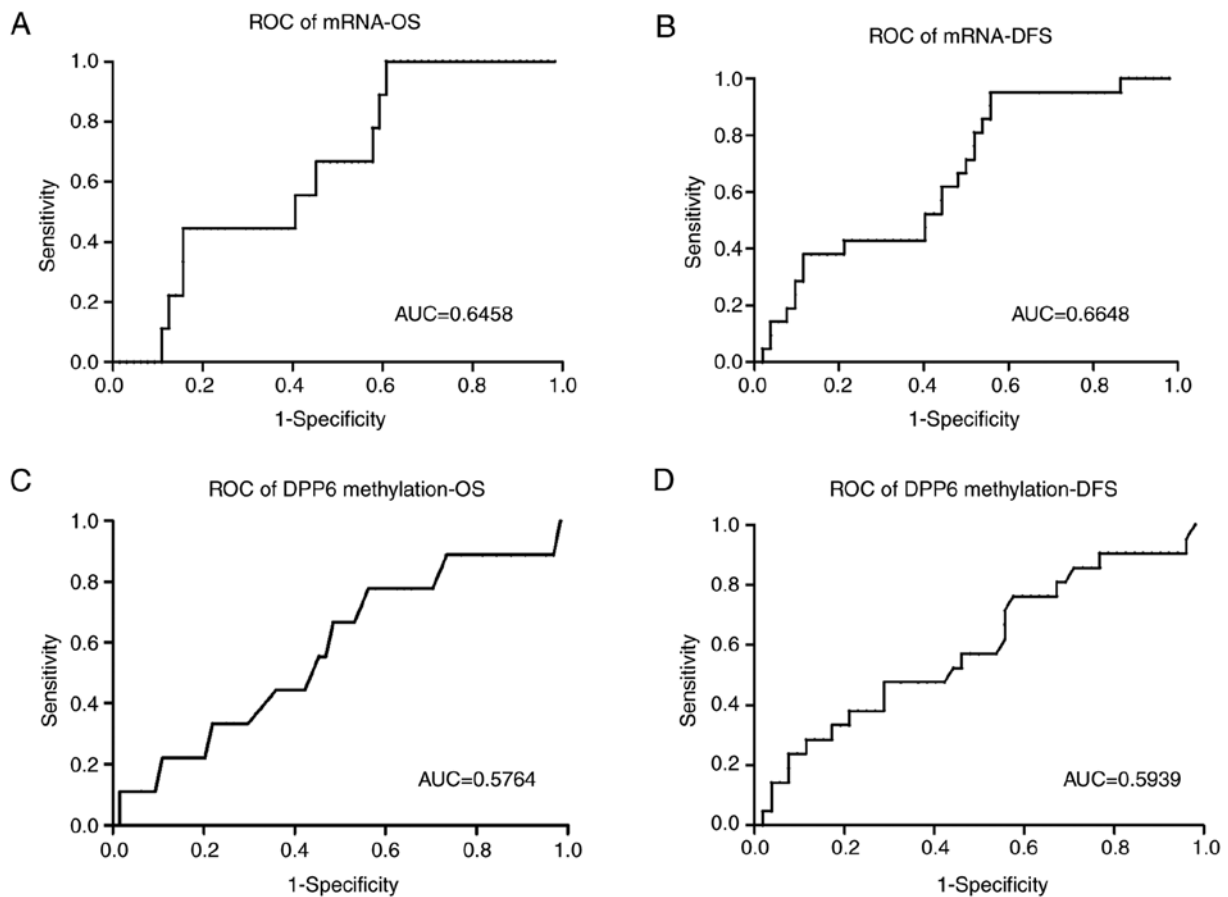 A
ROC of mRNA-OS
1.0
0.8
0.6
0.4
0.2
0.0
Sensitivity
AUC=0.6458
0.0 0.2 0.4 0.6 0.8 1.0
1-Specificity
B
ROC of mRNA-DFS
1.0
0.8
0.6
0.4
0.2
0.0
Sensitivity
AUC=0.6648
0.0 0.2 0.4 0.6 0.8 1.0
1-Specificity
C
ROC of DPP6 methylation-OS
1.0
0.8
0.6
0.4
0.2
0.0
Sensitivity
AUC=0.5764
0.0 0.2 0.4 0.6 0.8 1.0
1-Specificity
D
ROC of DPP6 methylation-DFS
1.0
0.8
0.6
0.4
0.2
0.0
Sensitivity
AUC=0.5939
0.0 0.2 0.4 0.6 0.8 1.0
1-Specificity